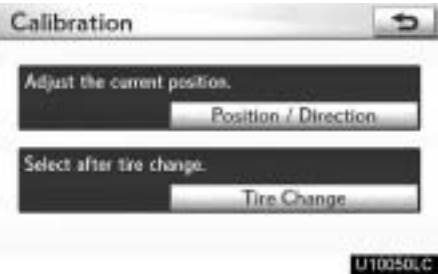 Calibration
Adjust the current position.
Position / Direction
Select after tire change.
Tire Change
U10050LC